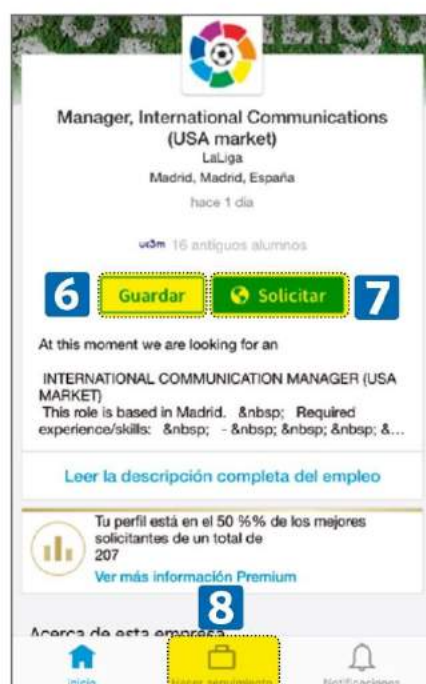 Manager, International Communications
(USA market)
LaLiga
Madrid, Madrid, España
hace 1 día
uc3m 16 antiguos alumnos
6 Guardar Solicitar 7
At this moment we are looking for an
INTERNATIONAL COMMUNICATION MANAGER (USA
MARKET)
This role is based in Madrid. &nbsp; Required
experience/skills: &nbsp; - &nbsp; &nbsp; &nbsp; &...
Leer la descripción completa del empleo
Tu perfil está en el 50 %% de los mejores
solicitantes de un total de
207
Ver más información Premium
8
Acerca de esta empresa
Inicio Hacer seguimiento Notificaciones